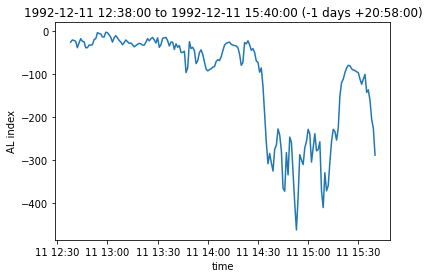 1992-12-11 12:38:00 to 1992-12-11 15:40:00 (-1 days +20:58:00)
0
−100
−200
−300
−400
AL index
11 12:30 11 13:00 11 13:30 11 14:00 11 14:30 11 15:00 11 15:30
time